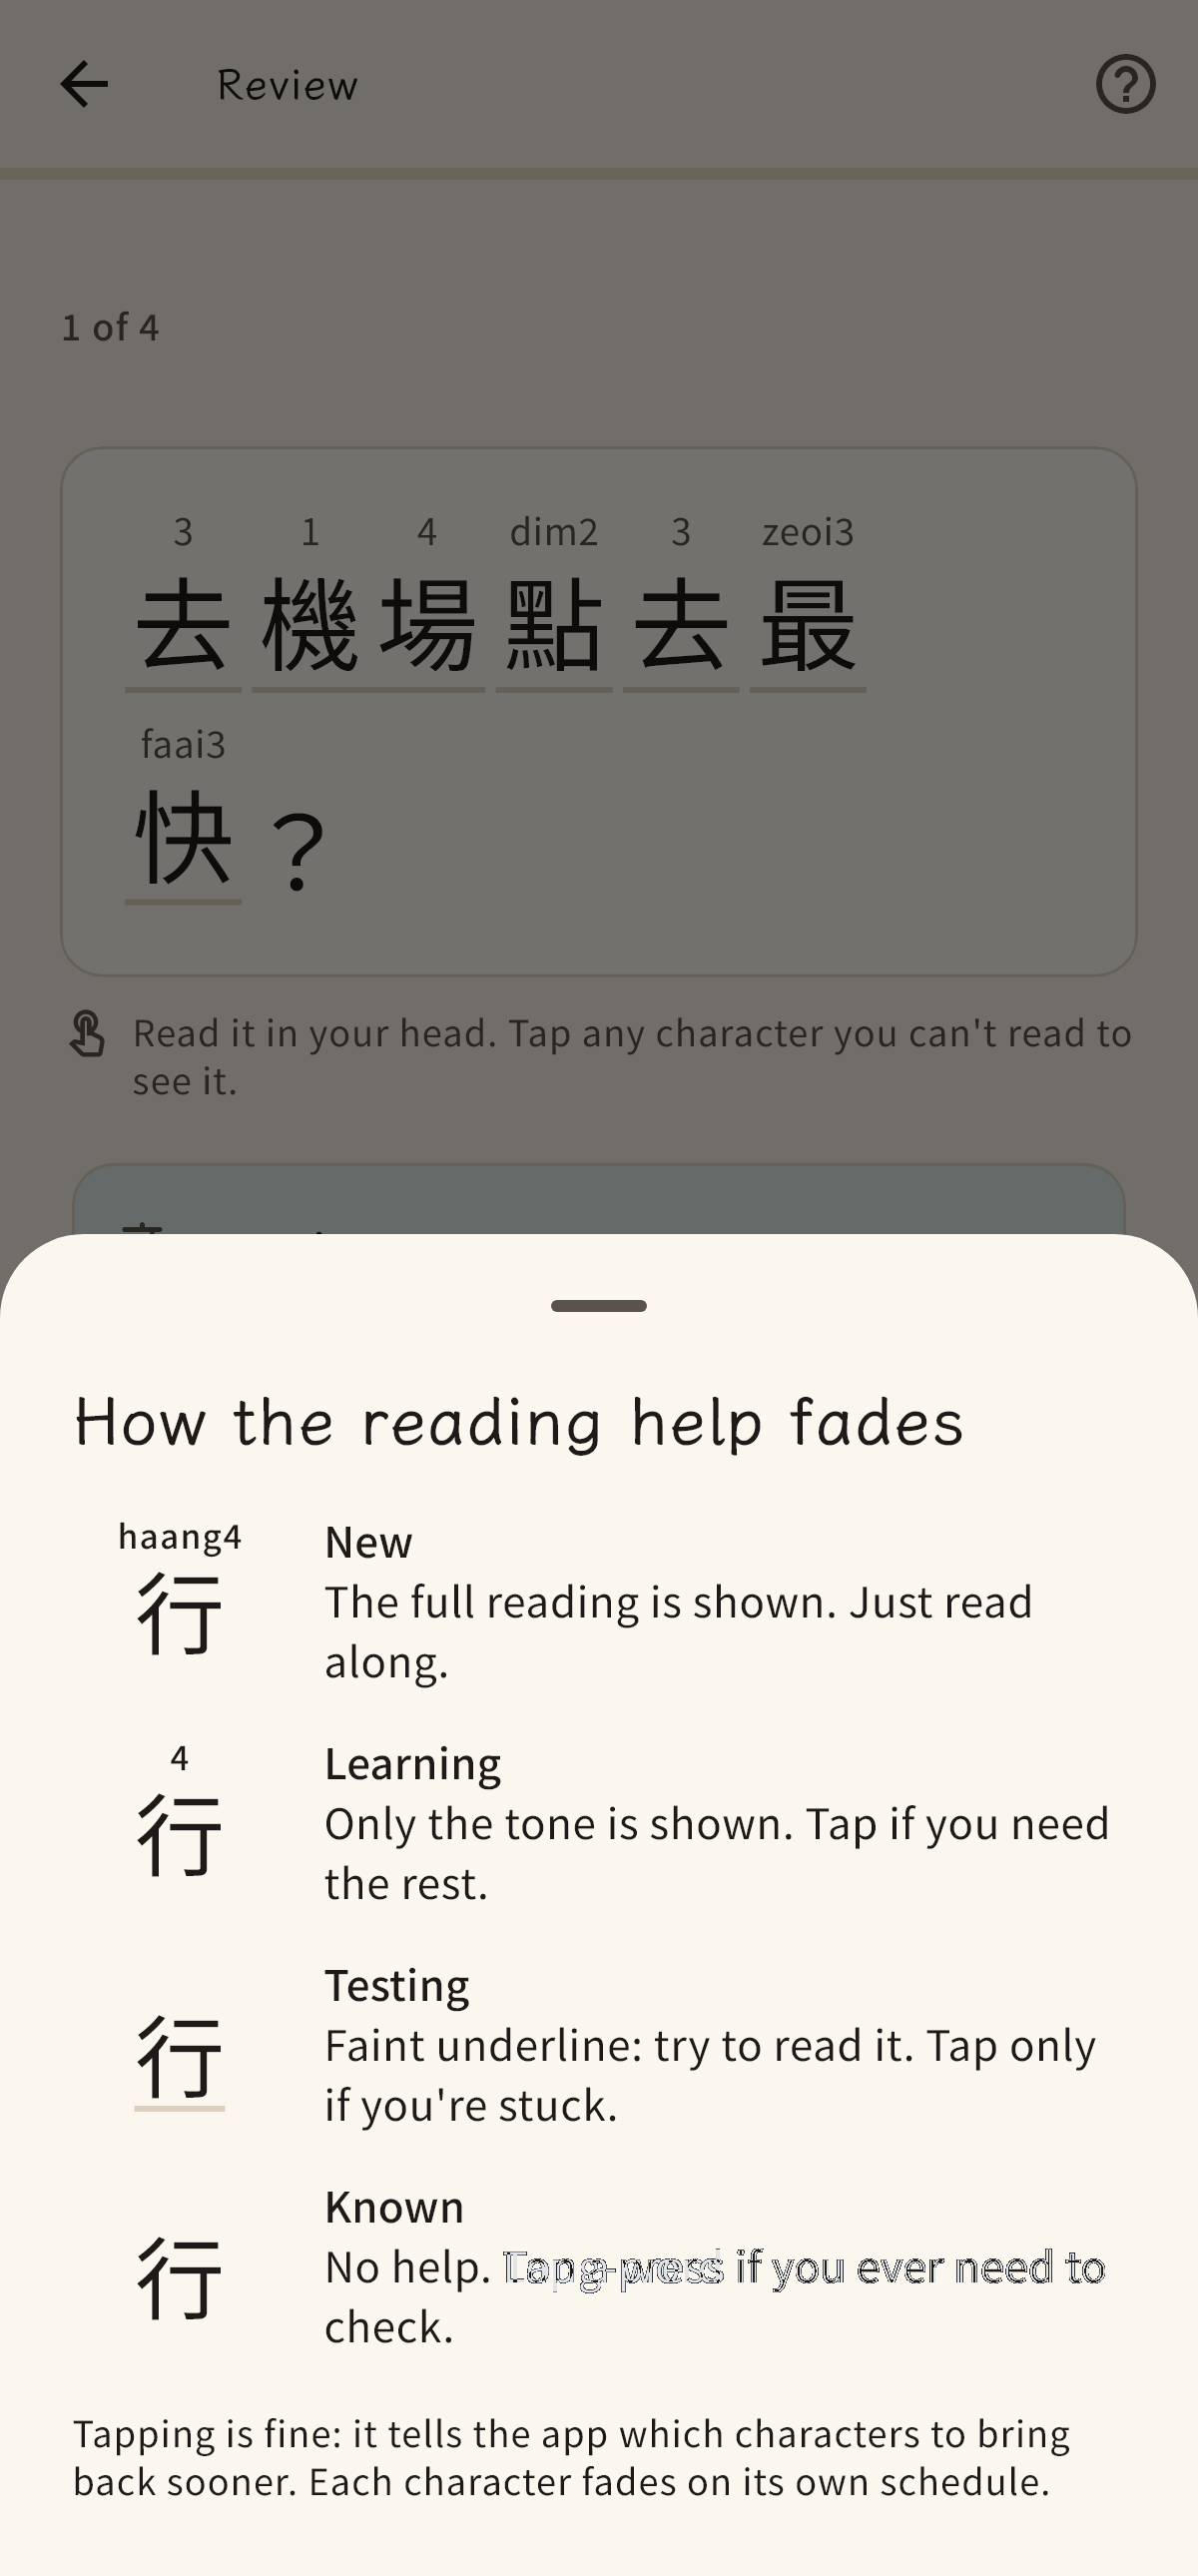 Review
1 of 4
3 1 4 dim2 3 zeoi3
去機場點去最
faai3
快？
Read it in your head. Tap any character you can't read to
see it.
How the reading help fades
haang4
行
New
The full reading is shown. Just read
along.
4
行
Learning
Only the tone is shown. Tap if you need
the rest.
行
Testing
Faint underline: try to read it. Tap only
if you're stuck.
行
Known
No help. if you ever need to
check.
Tapping is fine: it tells the app which characters to bring
back sooner. Each character fades on its own schedule.